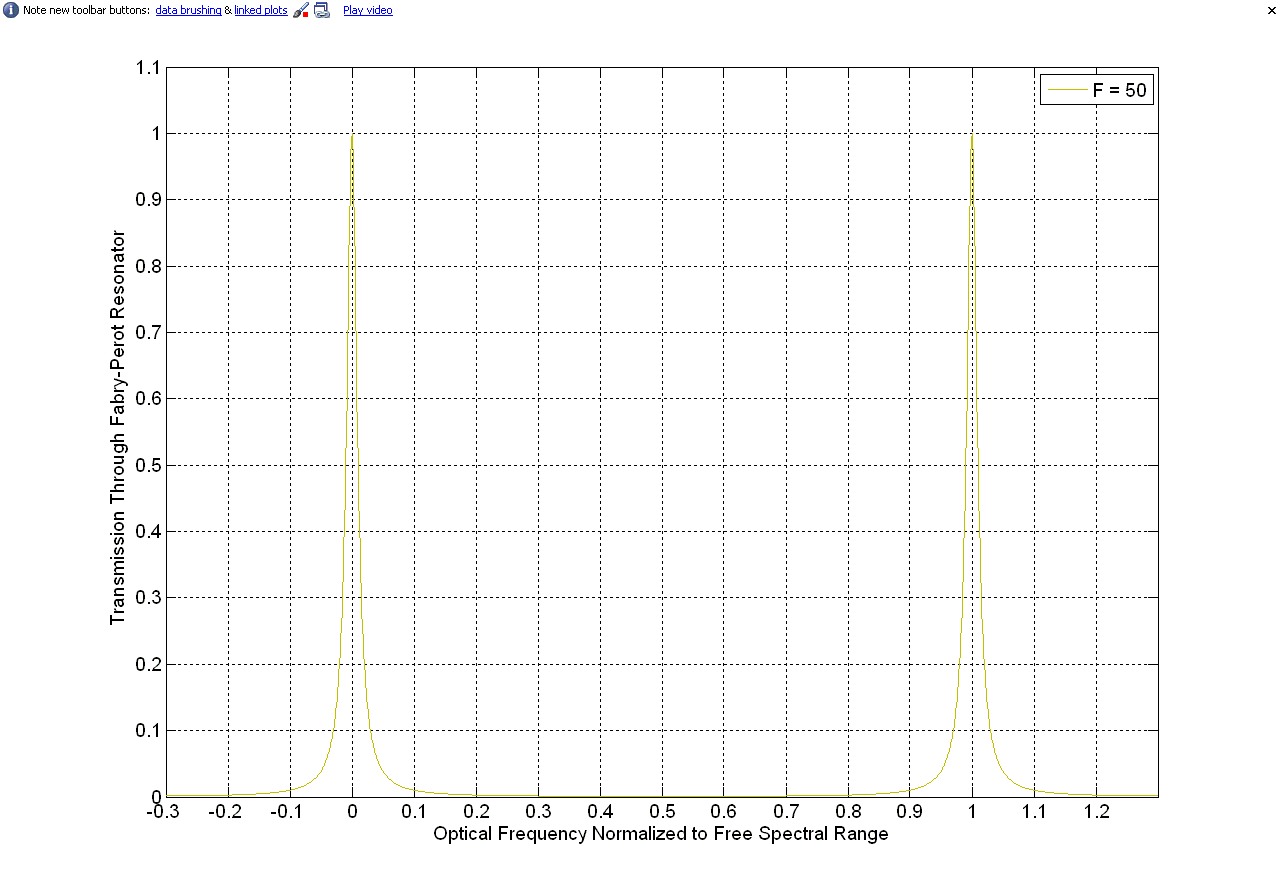 Note new toolbar buttons: data brushing & linked plots Play video
F = 50
1.1
1
0.9
0.8
0.7
0.6
0.5
0.4
0.3
0.2
0.1
0
Transmission Through Fabry-Perot Resonator
-0.3 -0.2 -0.1 0 0.1 0.2 0.3 0.4 0.5 0.6 0.7 0.8 0.9 1 1.1 1.2
Optical Frequency Normalized to Free Spectral Range